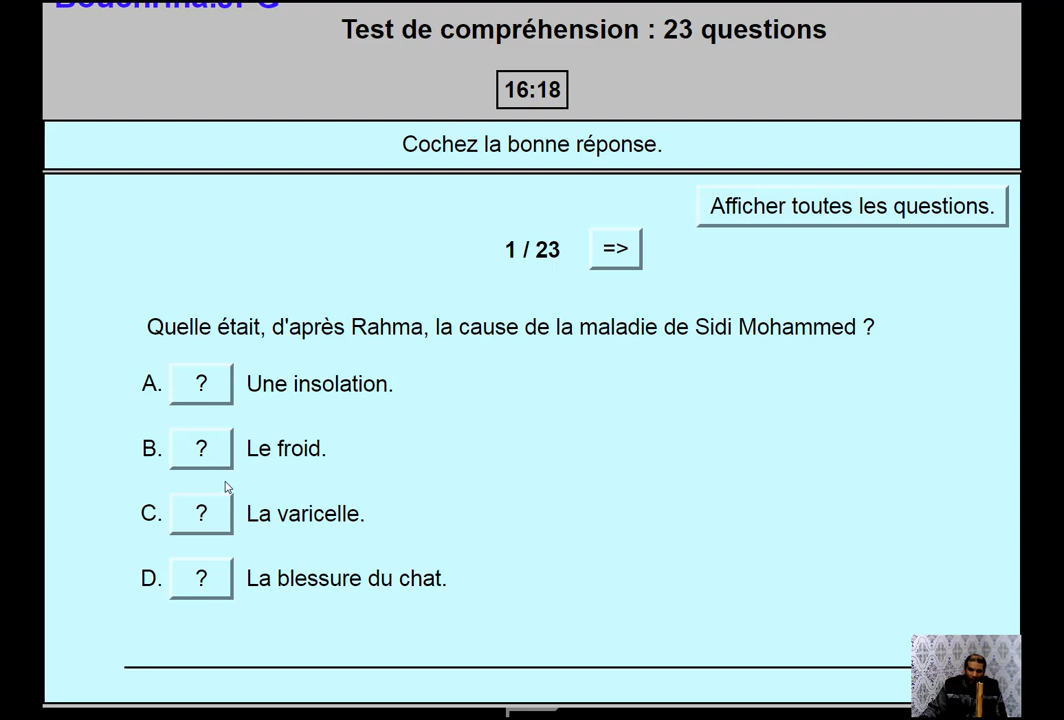 Test de compréhension : 23 questions
16:18
Cochez la bonne réponse.
Afficher toutes les questions.
1 / 23 =>
Quelle était, d'après Rahma, la cause de la maladie de Sidi Mohammed ?
A. ? Une insolation.
B. ? Le froid.
C. ? La varicelle.
D. ? La blessure du chat.